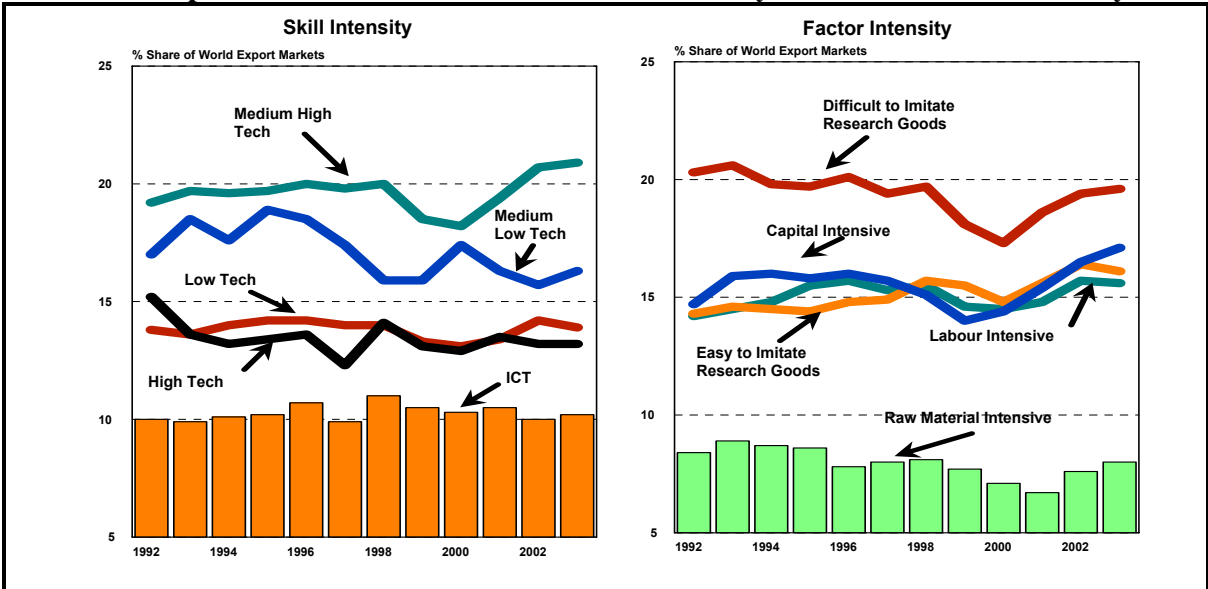 Skill Intensity
% Share of World Export Markets
25
20
15
10
5
Medium High
Tech
Medium
Low Tech
Low Tech
High Tech
ICT
1992 1994 1996 1998 2000 2002
Factor Intensity
% Share of World Export Markets
25
20
15
10
5
Difficult to Imitate
Research Goods
Capital Intensive
Labour Intensive
Easy to Imitate
Research Goods
Raw Material Intensive
1992 1994 1996 1998 2000 2002